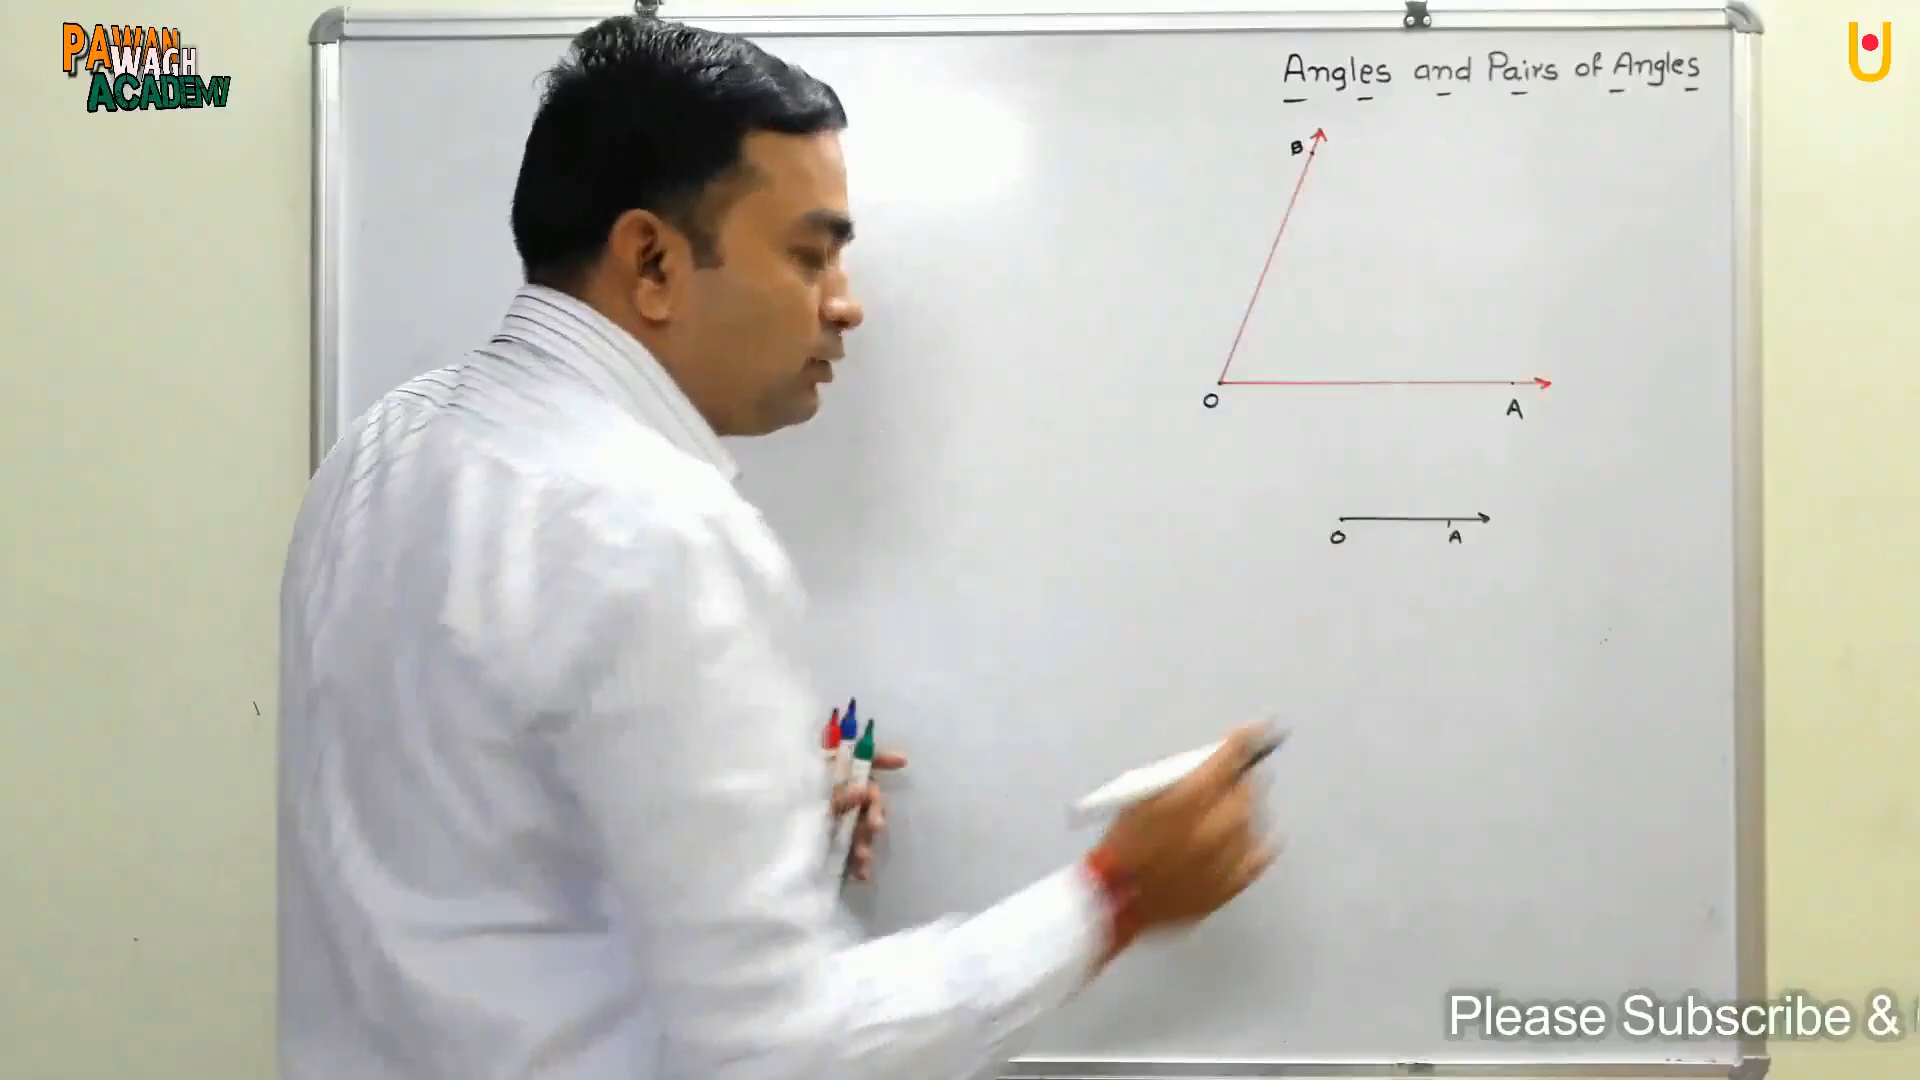 PAWAN
WAGH
ACADEMY
Angles and Pairs of Angles
B
O
A
O
A
Please Subscribe &